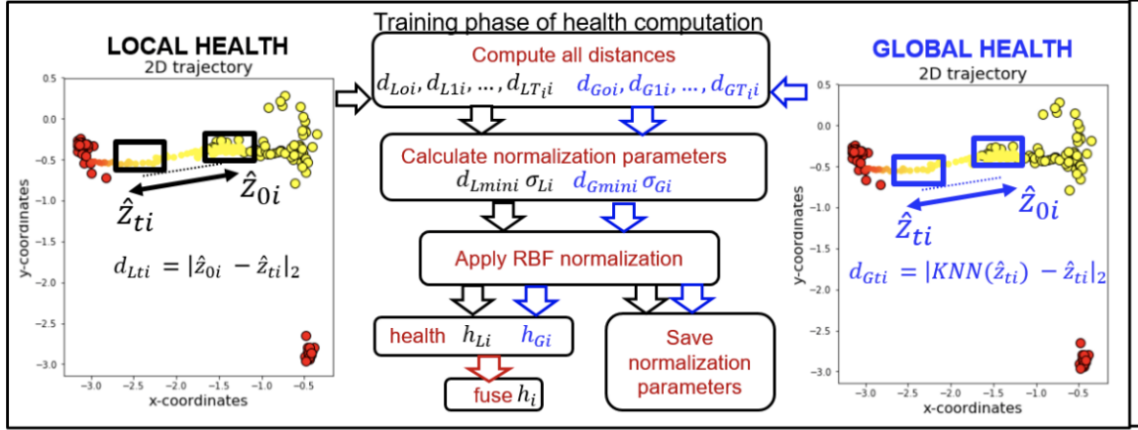 Training phase of health computation
LOCAL HEALTH
2D trajectory
0.5
0.0
−0.5
−1.0
−1.5
−2.0
−2.5
−3.0
y-coordinates
−3.0 −2.5 −2.0 −1.5 −1.0 −0.5
x-coordinates
ẑ_{ti}
ẑ_{0i}
d_{Lti} = |ẑ_{0i} − ẑ_{ti}|_2
Compute all distances
d_{Loi}, d_{L1i}, ..., d_{LT_ii} d_{Goi}, d_{G1i}, ..., d_{GT_ii}
Calculate normalization parameters
d_{Lmini} σ_{Li} d_{Gmini} σ_{Gi}
Apply RBF normalization
health h_{Li} h_{Gi}
fuse h_i
Save
normalization
parameters
GLOBAL HEALTH
2D trajectory
0.5
0.0
−0.5
−1.0
−1.5
−2.0
−2.5
−3.0
y-coordinates
−3.0 −2.5 −2.0 −1.5 −1.0 −0.5
x-coordinates
ẑ_{ti}
ẑ_{0i}
d_{Gti} = |KNN(ẑ_{ti}) − ẑ_{ti}|_2